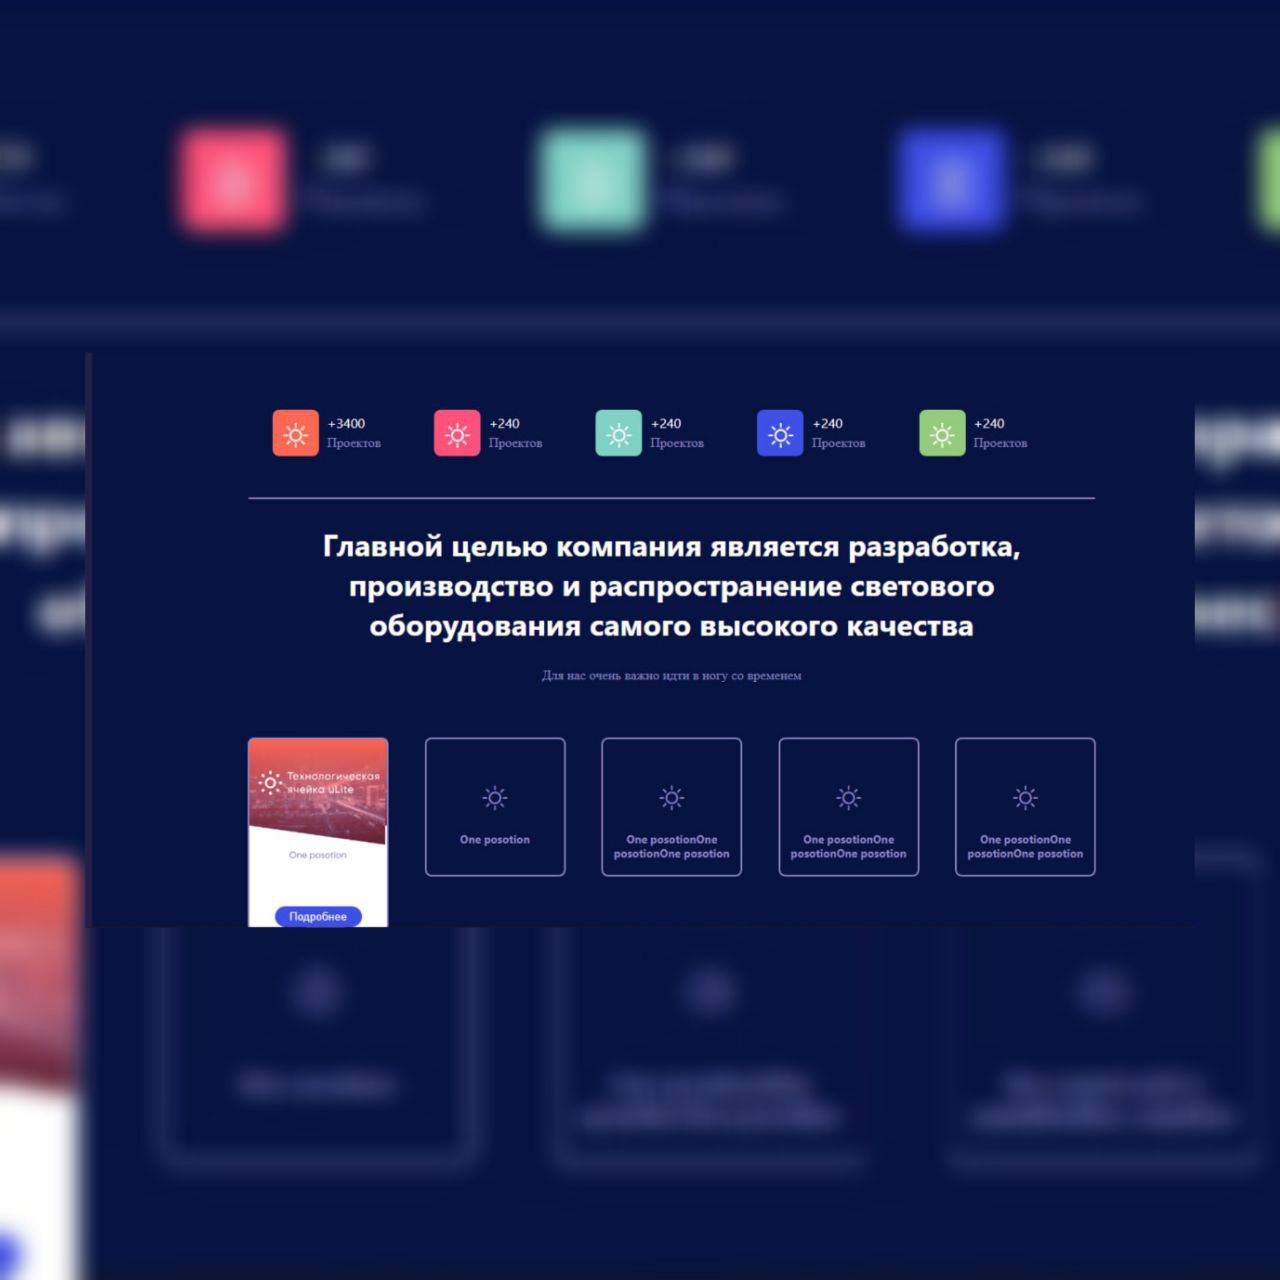 +3400
Проектов
+240
Проектов
+240
Проектов
+240
Проектов
+240
Проектов
Главной целью компания является разработка,
производство и распространение светового
оборудования самого высокого качества
Для нас очень важно идти в ногу со временем
Технологическая
ячейка uLite
One posotion
Подробнее
One posotion
One posotionOne
posotionOne posotion
One posotionOne
posotionOne posotion
One posotionOne
posotionOne posotion